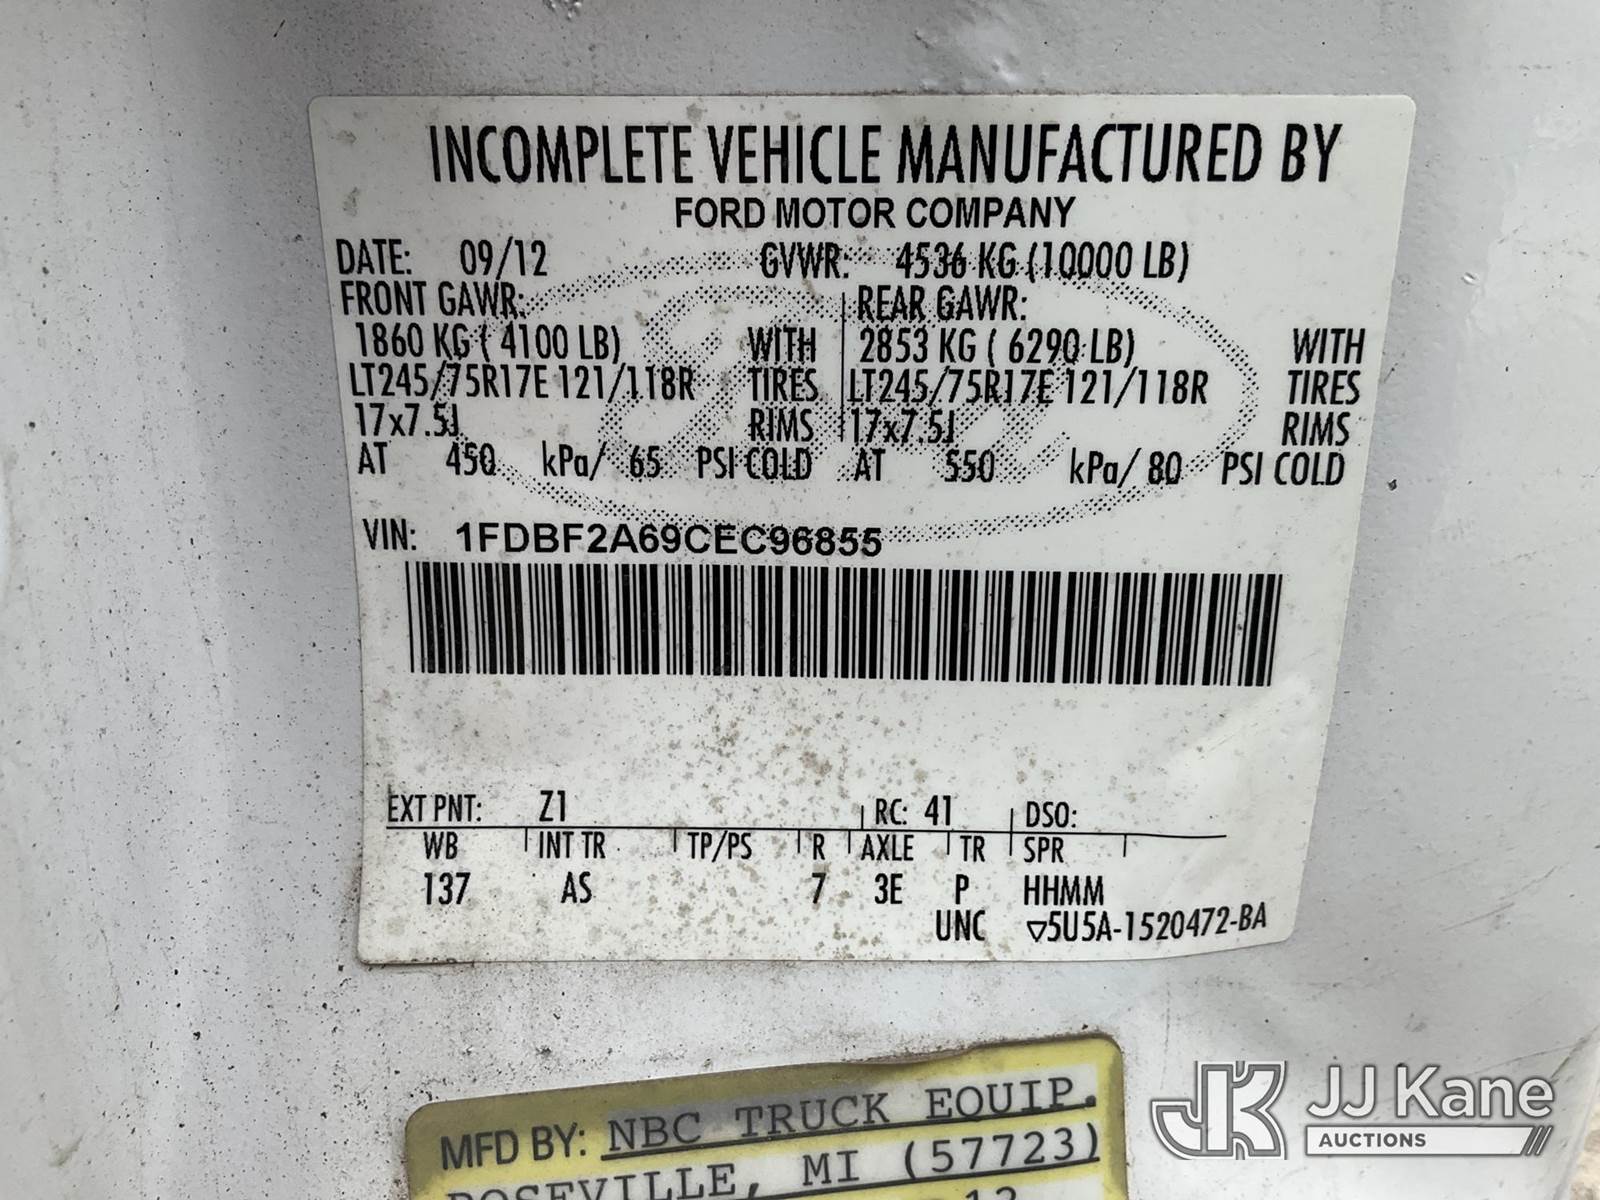 INCOMPLETE VEHICLE MANUFACTURED BY
FORD MOTOR COMPANY
DATE: 09/12 GVWR: 4536 KG (10000 LB)
FRONT GAWR: REAR GAWR:
1860 KG ( 4100 LB) WITH 2853 KG ( 6290 LB) WITH
LT245/75R17E 121/118R TIRES LT245/75R17E 121/118R TIRES
17x7.5J RIMS 17x7.5J RIMS
AT 450 kPa/ 65 PSI COLD AT 550 kPa/ 80 PSI COLD
VIN: 1FDBF2A69CEC96855
EXT PNT: Z1 RC: 41 DSO:
WB INT TR TP/PS R AXLE TR SPR
137 AS 7 3E P HHMM
UNC ▽5U5A-1520472-BA
MFD BY: NBC TRUCK EQUIP.
ROSEVILLE, MI (57723)
JK JJ Kane
AUCTIONS